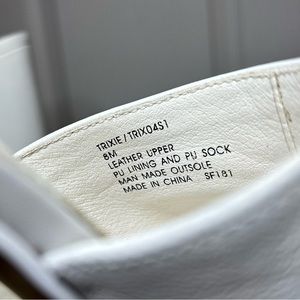 TRIXIE/TRIX04S1
8M
LEATHER UPPER
PU LINING AND PU SOCK
MAN MADE OUTSOLE
MADE IN CHINA SF181